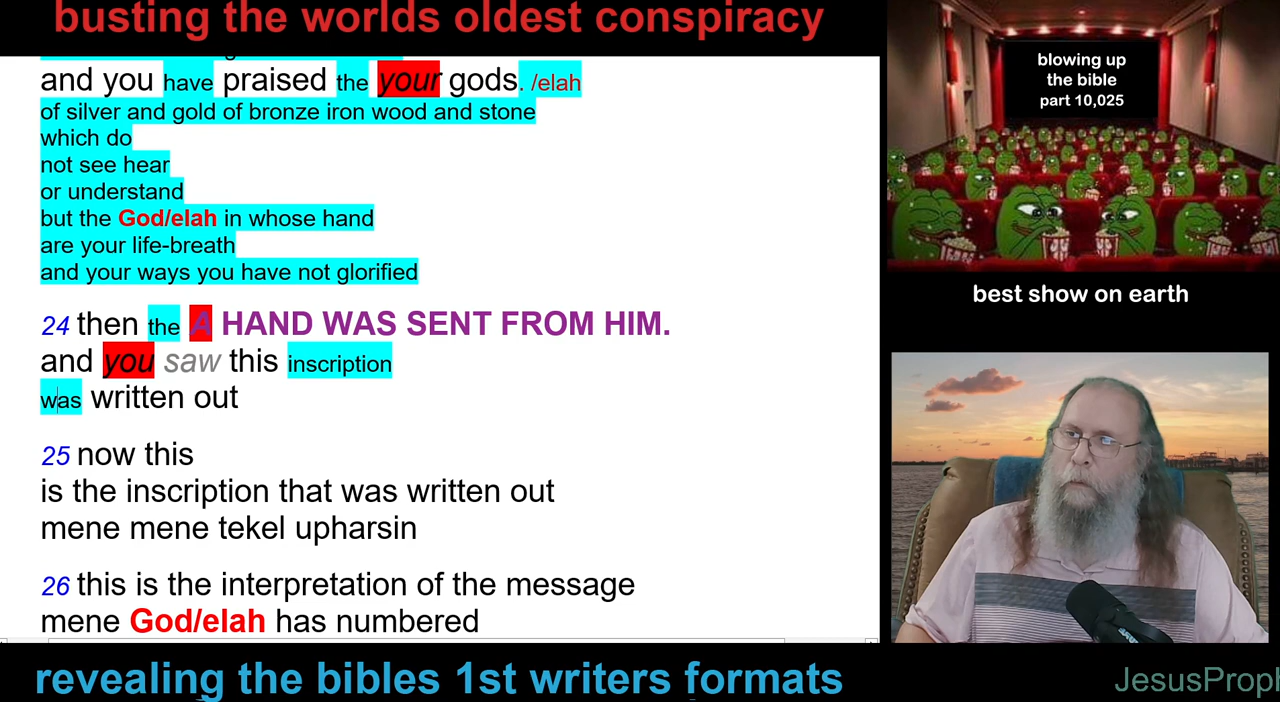 busting the worlds oldest conspiracy
and you have praised the your gods. /elah
of silver and gold of bronze iron wood and stone
which do
not see hear
or understand
but the God/elah in whose hand
are your life-breath
and your ways you have not glorified
24 then the A HAND WAS SENT FROM HIM.
and you saw this inscription
was written out
25 now this
is the inscription that was written out
mene mene tekel upharsin
26 this is the interpretation of the message
mene God/elah has numbered
revealing the bibles 1st writers formats
blowing up
the bible
part 10,025
best show on earth
JesusProph